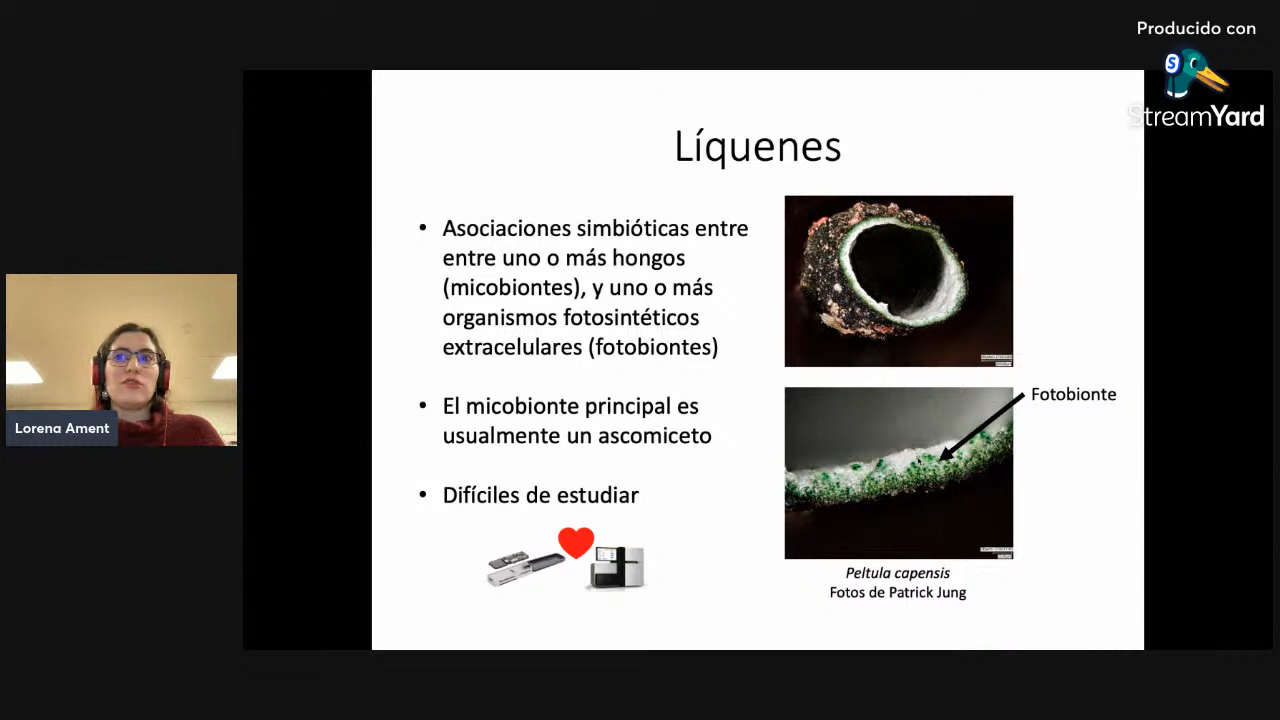 Producido con
StreamYard
Líquenes
• Asociaciones simbióticas entre
entre uno o más hongos
(micobiontes), y uno o más
organismos fotosintéticos
extracelulares (fotobiontes)
• El micobionte principal es
usualmente un ascomiceto
• Difíciles de estudiar
Fotobionte
Peltula capensis
Fotos de Patrick Jung
Lorena Ament